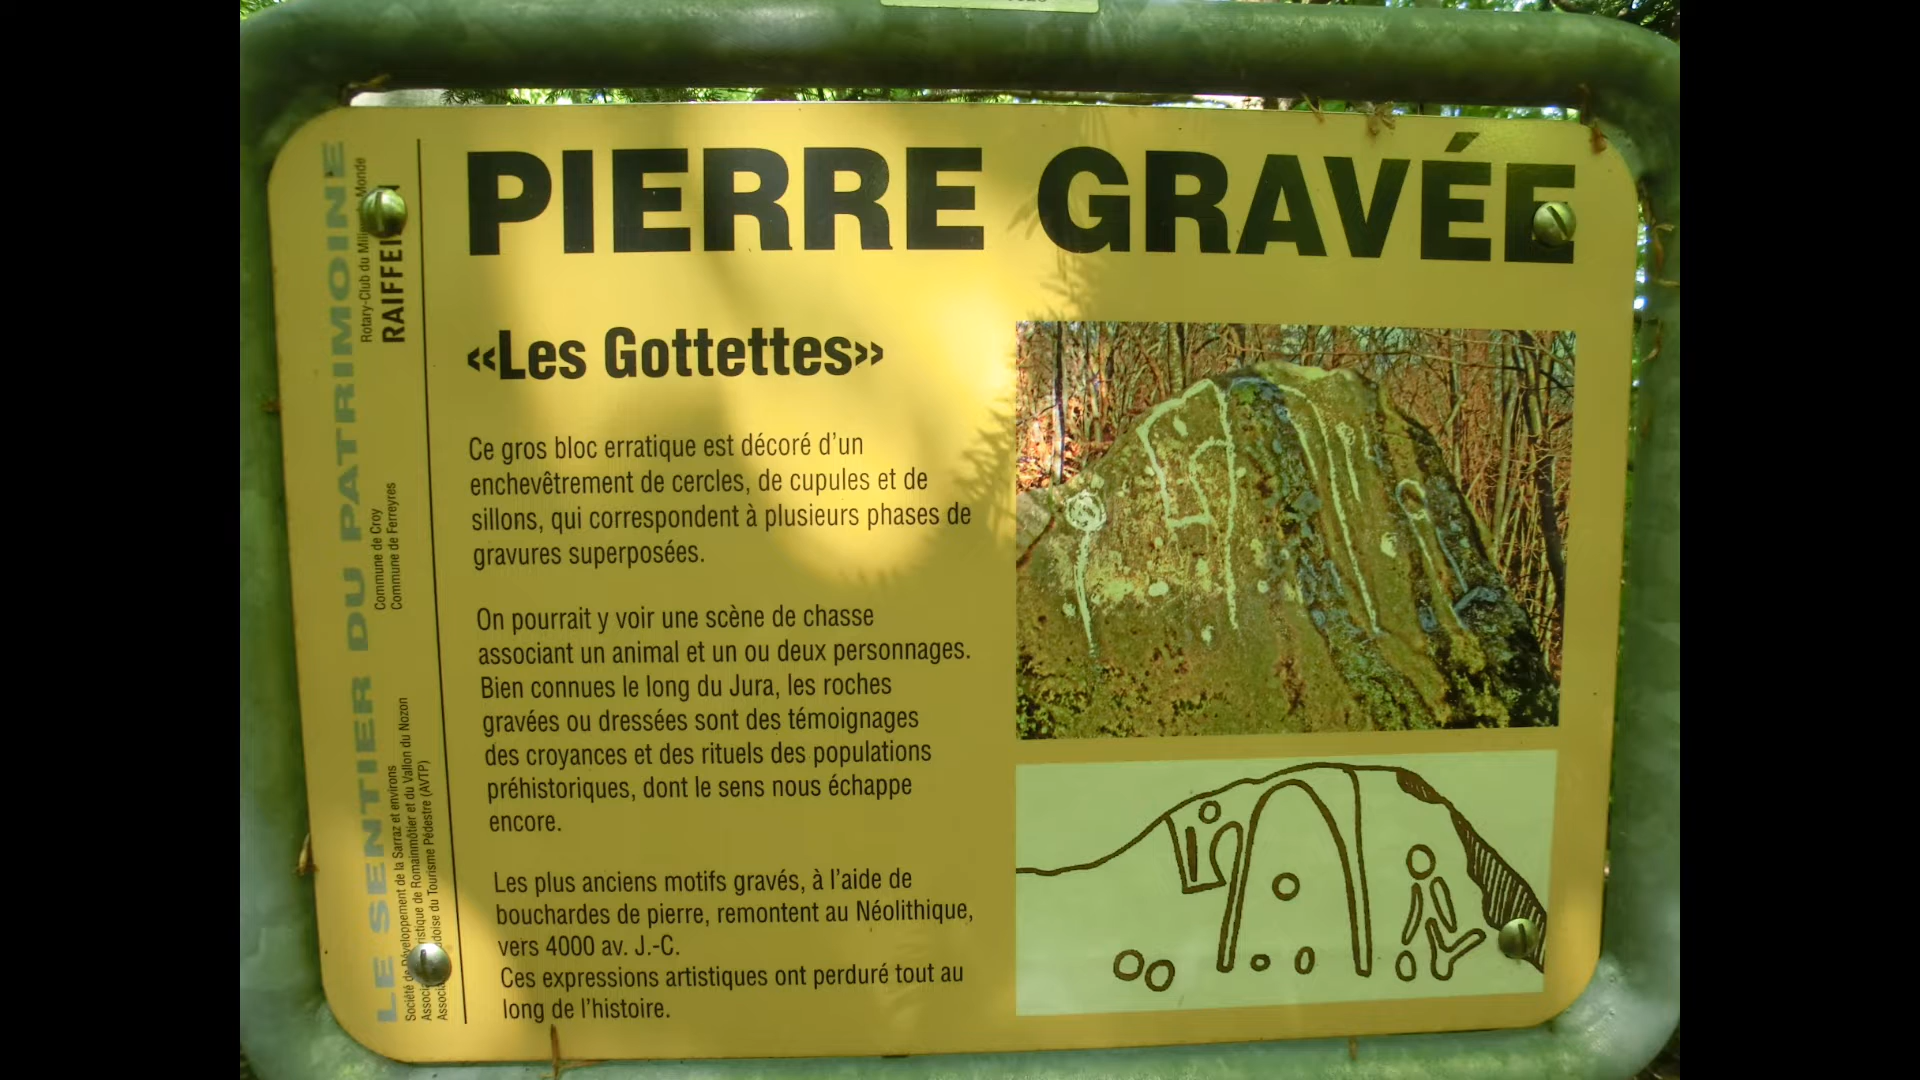 PIERRE GRAVÉE
«Les Gottettes»
Ce gros bloc erratique est décoré d'un
enchevêtrement de cercles, de cupules et de
sillons, qui correspondent à plusieurs phases de
gravures superposées.
On pourrait y voir une scène de chasse
associant un animal et un ou deux personnages.
Bien connues le long du Jura, les roches
gravées ou dressées sont des témoignages
des croyances et des rituels des populations
préhistoriques, dont le sens nous échappe
encore.
Les plus anciens motifs gravés, à l'aide de
bouchardes de pierre, remontent au Néolithique,
vers 4000 av. J.-C.
Ces expressions artistiques ont perduré tout au
long de l'histoire.
LE SENTIER DU PATRIMOINE
Rotary-Club du Monde
Commune de Croy
Commune de Ferreyres
Société de Développement de la Sarraz et environs
de Romainmôtier et du Vallon du Nozon
du Tourisme Pédestre (AVTP)